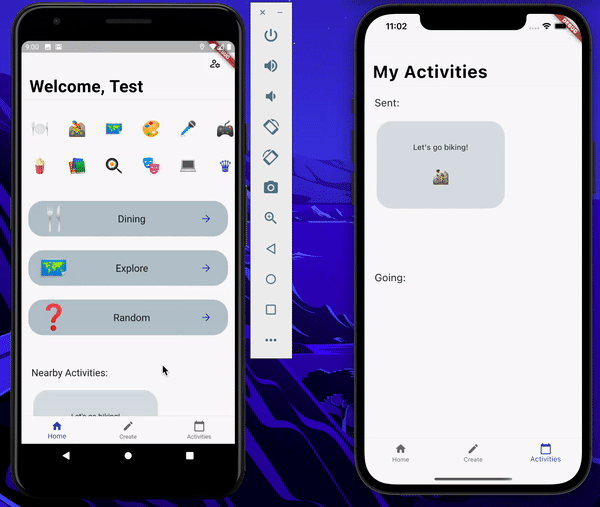 9:00
Welcome, Test
Dining
Explore
Random
Nearby Activities:
Let's go biking!
Home
Create
Activities
11:02
DEBUG
My Activities
Sent:
Let's go biking!
Going:
Home
Create
Activities